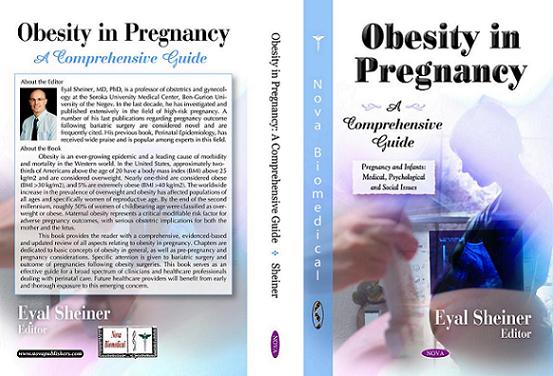 Obesity in Pregnancy
A Comprehensive Guide
About the Editor
Eyal Sheiner, MD, PhD, is a professor of obstetrics and gynecol-
ogy at the Soroka University Medical Center, Ben-Gurion Uni-
versity of the Negev. In the last decade, he has investigated and
published extensively in the field of high-risk pregnancy. A
number of his last publications regarding pregnancy outcome
following bariatric surgery are considered novel and are
frequently cited. His previous book, Perinatal Epidemiology, has
received wide praise and is popular among experts in this field.
About the Book
Obesity is an ever-growing epidemic and a leading cause of morbidity
and mortality in the Western world. In the United States, approximately two-
thirds of Americans above the age of 20 have a body mass index (BMI) above 25
kg/m2 and are considered overweight. Nearly one-third are considered obese
(BMI >30 kg/m2), and 5% are extremely obese (BMI >40 kg/m2). The worldwide
increase in the prevalence of overweight and obesity has affected populations of
all ages and specifically women of reproductive age. By the end of the second
millennium, roughly 50% of women of childbearing age were classified as over-
weight or obese. Maternal obesity represents a critical modifiable risk factor for
adverse pregnancy outcomes, with serious obstetric implications for both the
mother and the fetus.
This book provides the reader with a comprehensive, evidenced-based
and updated review of all aspects relating to obesity in pregnancy. Chapters are
dedicated to basic concepts of obesity in general, as well as pre-pregnancy and
pregnancy considerations. Specific attention is given to bariatric surgery and
outcome of pregnancies following obesity surgeries. This book serves as an
effective guide for a broad spectrum of clinicians and healthcare professionals
dealing with perinatal care. Future healthcare providers will benefit from early
and thorough exposure to this emerging concern.
Eyal Sheiner
Editor
www.novapublishers.com
Nova
Biomedical
Obesity in Pregnancy: A Comprehensive Guide
Sheiner
Nova Biomedical
Obesity in
Pregnancy
A
Comprehensive
Guide
Pregnancy and Infants:
Medical, Psychological
and Social Issues
Eyal Sheiner
Editor
NOVA